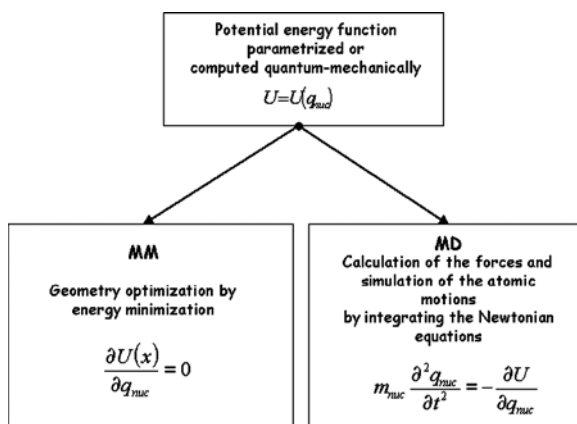 Potential energy function
parametrized or
computed quantum-mechanically
U=U(q_nuc)
MM
Geometry optimization by
energy minimization
∂U(x)/∂q_nuc = 0
MD
Calculation of the forces and
simulation of the atomic
motions
by integrating the Newtonian
equations
m_nuc ∂²q_nuc/∂t² = −∂U/∂q_nuc